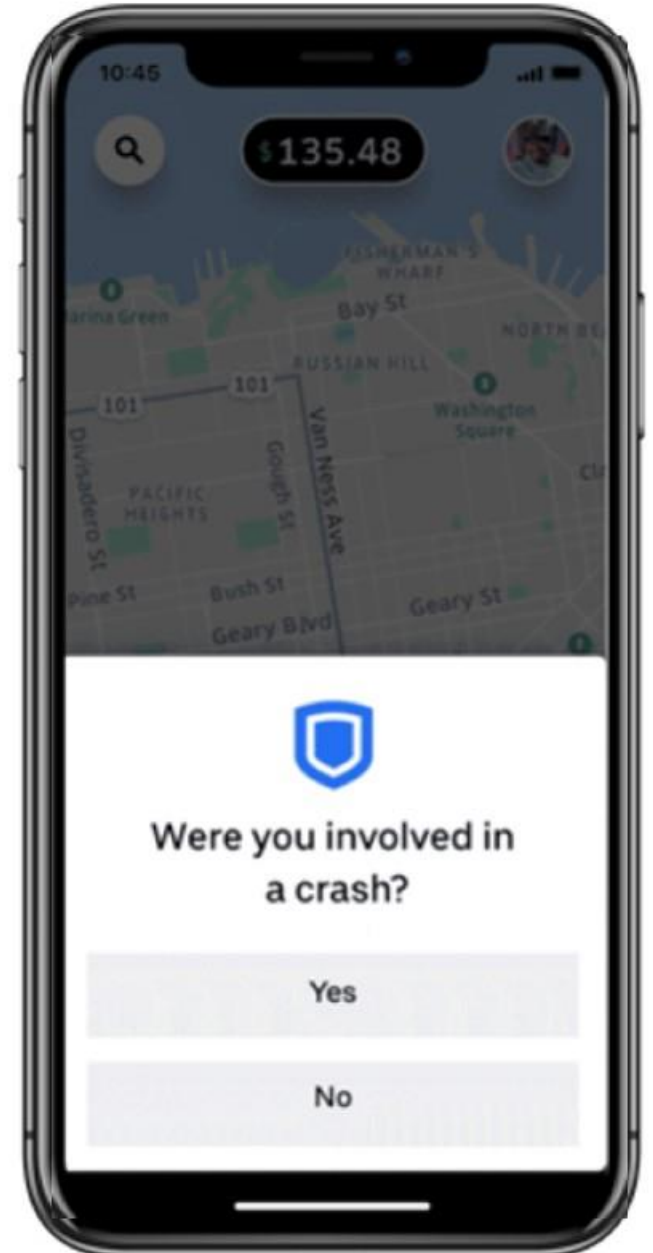 10:45
$135.48
FISHERMAN'S
WHARF
Bay St
arina Green
NORTH BE
RUSSIAN HILL
101
101
Washington
Square
Van Ness Ave
Divisadero St
Gough St
Cl
PACIFIC
HEIGHTS
Pine St
Bush St
Geary St
Geary Blvd
Were you involved in
a crash?
Yes
No